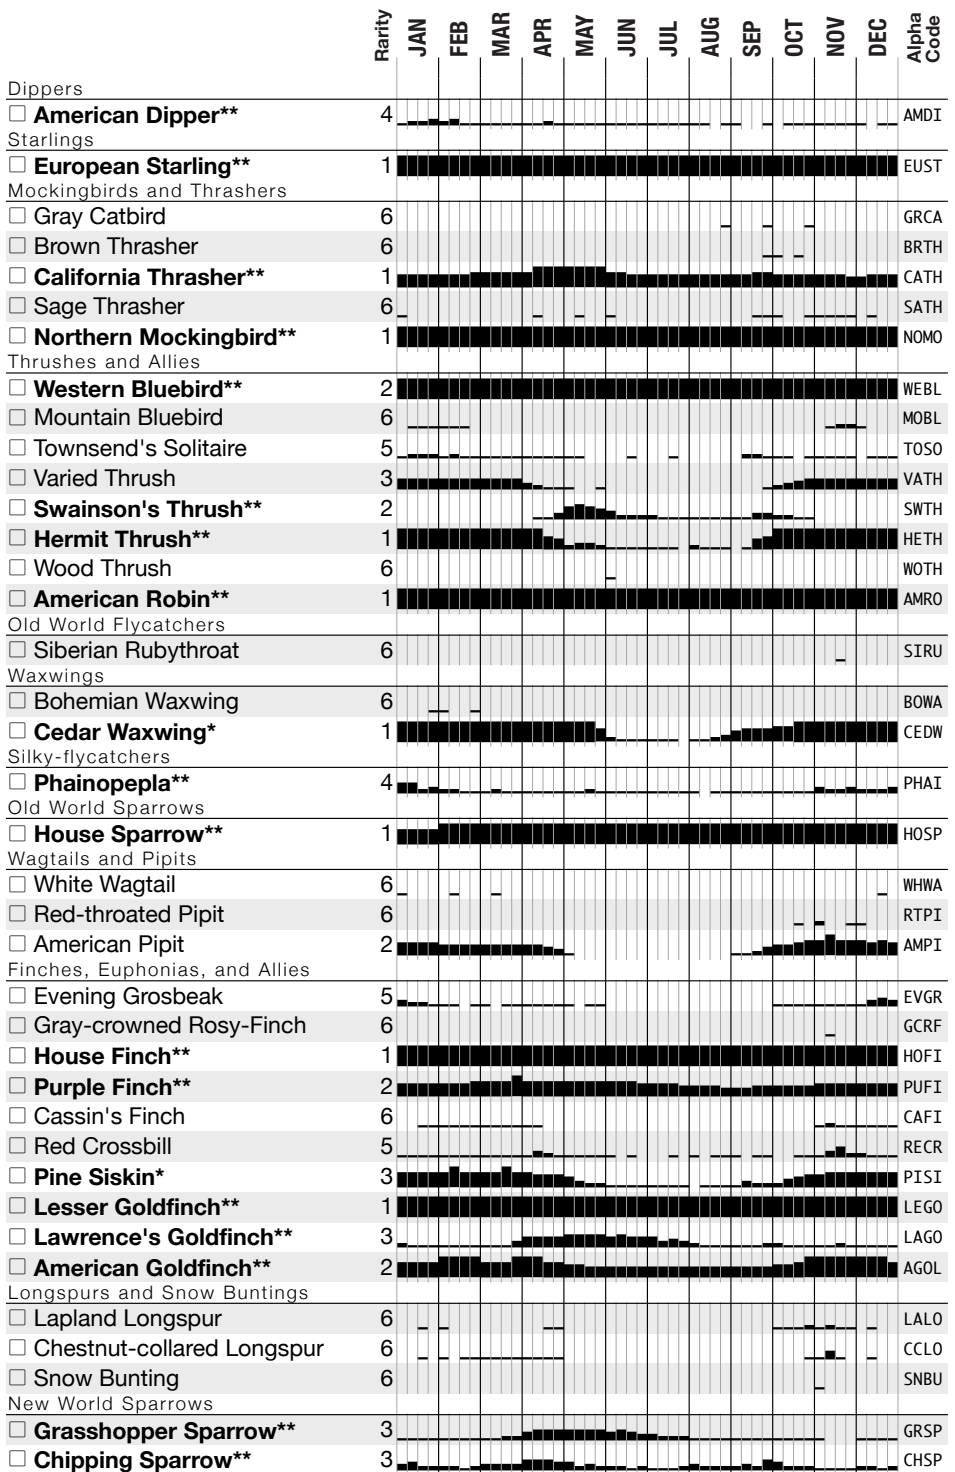 Rarity JAN FEB MAR APR MAY JUN JUL AUG SEP OCT NOV DEC Alpha Code
Dippers
American Dipper** 4 AMDI
Starlings
European Starling** 1 EUST
Mockingbirds and Thrashers
Gray Catbird 6 GRCA
Brown Thrasher 6 BRTH
California Thrasher** 1 CATH
Sage Thrasher 6 SATH
Northern Mockingbird** 1 NOMO
Thrushes and Allies
Western Bluebird** 2 WEBL
Mountain Bluebird 6 MOBL
Townsend's Solitaire 5 TOSO
Varied Thrush 3 VATH
Swainson's Thrush** 2 SWTH
Hermit Thrush** 1 HETH
Wood Thrush 6 WOTH
American Robin** 1 AMRO
Old World Flycatchers
Siberian Rubythroat 6 SIRU
Waxwings
Bohemian Waxwing 6 BOWA
Cedar Waxwing* 1 CEDW
Silky-flycatchers
Phainopepla** 4 PHAI
Old World Sparrows
House Sparrow** 1 HOSP
Wagtails and Pipits
White Wagtail 6 WHWA
Red-throated Pipit 6 RTPI
American Pipit 2 AMPI
Finches, Euphonias, and Allies
Evening Grosbeak 5 EVGR
Gray-crowned Rosy-Finch 6 GCRF
House Finch** 1 HOFI
Purple Finch** 2 PUFI
Cassin's Finch 6 CAFI
Red Crossbill 5 RECR
Pine Siskin* 3 PISI
Lesser Goldfinch** 1 LEGO
Lawrence's Goldfinch** 3 LAGO
American Goldfinch** 2 AGOL
Longspurs and Snow Buntings
Lapland Longspur 6 LALO
Chestnut-collared Longspur 6 CCLO
Snow Bunting 6 SNBU
New World Sparrows
Grasshopper Sparrow** 3 GRSP
Chipping Sparrow** 3 CHSP